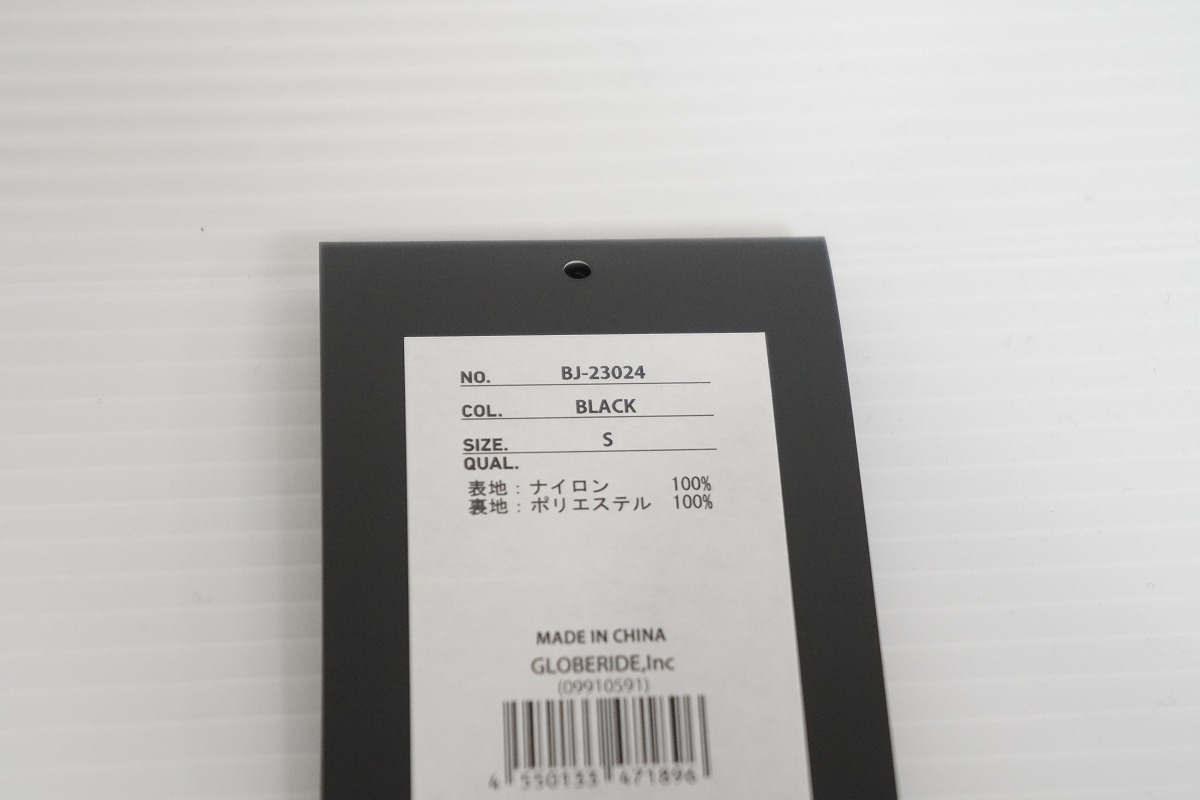 NO. BJ-23024
COL. BLACK
SIZE. S
QUAL.
表地：ナイロン 100%
裏地：ポリエステル 100%
MADE IN CHINA
GLOBERIDE,Inc
(09910591)
4 550133 471896